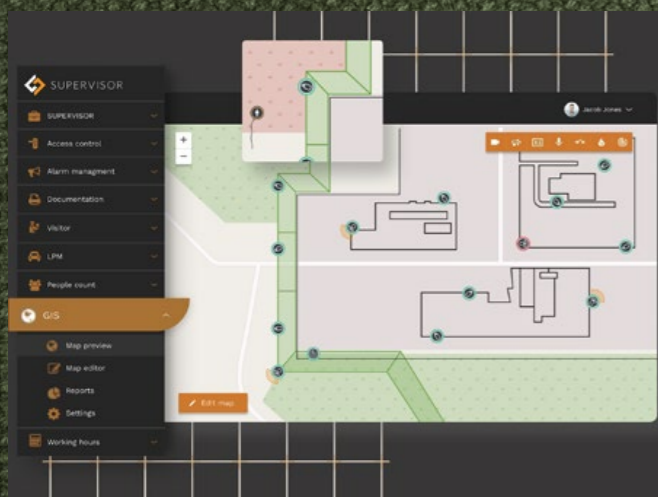 SUPERVISOR
Jacob Jones
SUPERVISOR
Access control
Alarm managment
Documentation
Visitor
LPM
People count
GIS
Map preview
Map editor
Reports
Settings
Edit map
Working hours
+
-